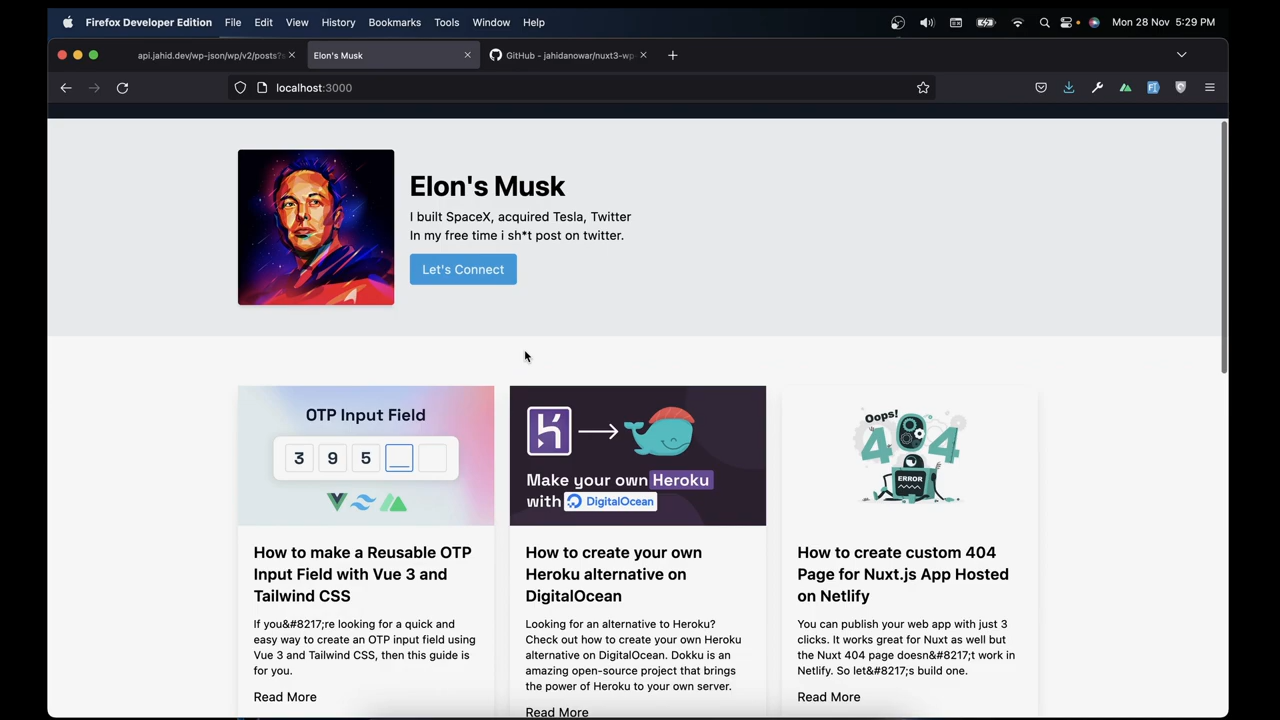 Firefox Developer Edition File Edit View History Bookmarks Tools Window Help Mon 28 Nov 5:29 PM
api.jahid.dev/wp-json/wp/v2/posts?
Elon's Musk
GitHub - jahidanowar/nuxt3-wp
localhost:3000
Elon's Musk
I built SpaceX, acquired Tesla, Twitter
In my free time i sh*t post on twitter.
Let's Connect
OTP Input Field
3 9 5 _
Make your own Heroku
with DigitalOcean
Oops!
404
ERROR
How to make a Reusable OTP
Input Field with Vue 3 and
Tailwind CSS
If you&#8217;re looking for a quick and
easy way to create an OTP input field using
Vue 3 and Tailwind CSS, then this guide is
for you.
Read More
How to create your own
Heroku alternative on
DigitalOcean
Looking for an alternative to Heroku?
Check out how to create your own Heroku
alternative on DigitalOcean. Dokku is an
amazing open-source project that brings
the power of Heroku to your own server.
Read More
How to create custom 404
Page for Nuxt.js App Hosted
on Netlify
You can publish your web app with just 3
clicks. It works great for Nuxt as well but
the Nuxt 404 page doesn&#8217;t work in
Netlify. So let&#8217;s build one.
Read More